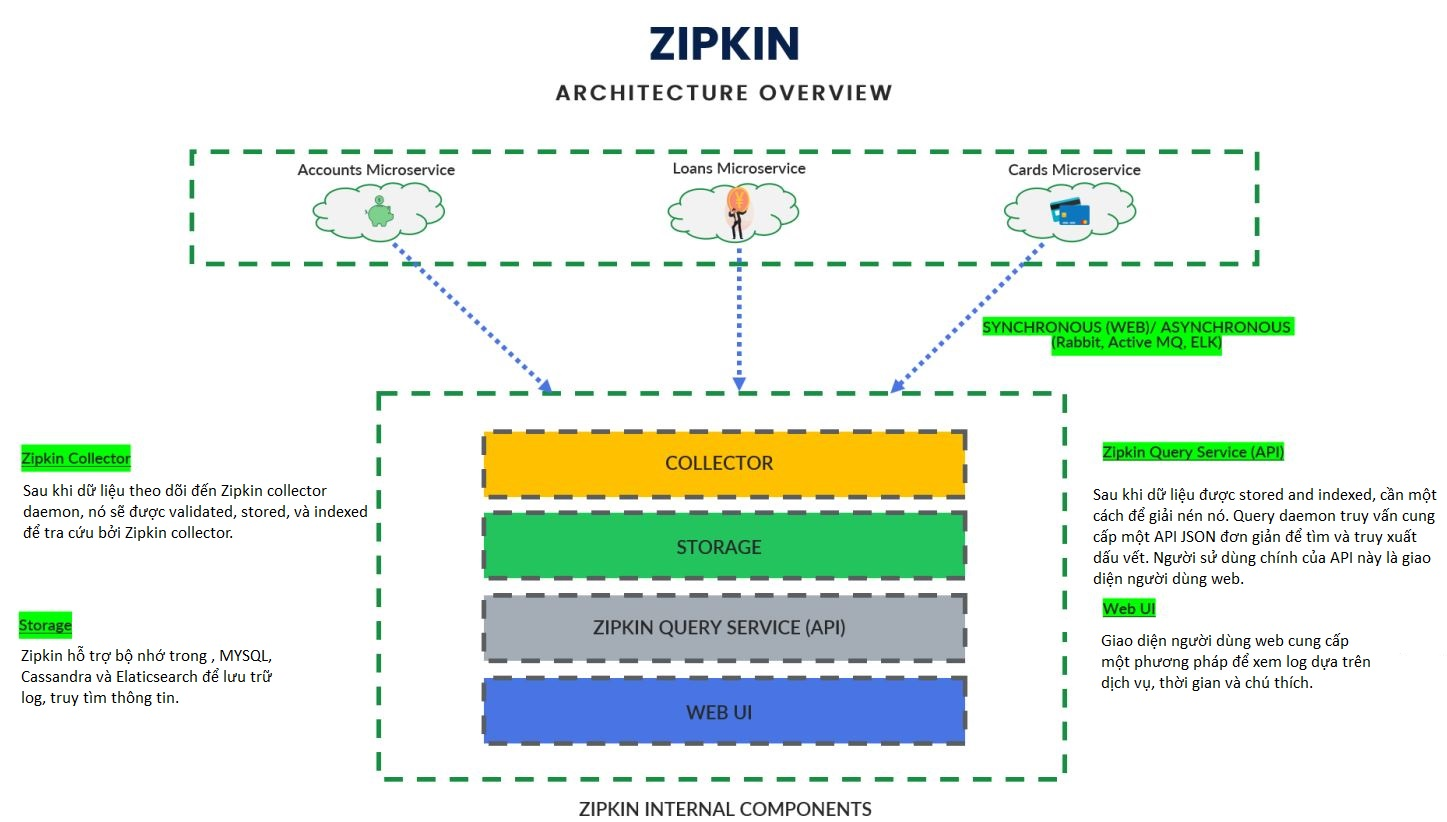 ZIPKIN
ARCHITECTURE OVERVIEW
Accounts Microservice
Loans Microservice
Cards Microservice
SYNCHRONOUS (WEB)/ ASYNCHRONOUS
(Rabbit, Active MQ, ELK)
Zipkin Collector
Sau khi dữ liệu theo dõi đến Zipkin collector
daemon, nó sẽ được validated, stored, và indexed
để tra cứu bởi Zipkin collector.
Storage
Zipkin hỗ trợ bộ nhớ trong , MYSQL,
Cassandra và Elaticsearch để lưu trữ
log, truy tìm thông tin.
COLLECTOR
STORAGE
ZIPKIN QUERY SERVICE (API)
WEB UI
Zipkin Query Service (API)
Sau khi dữ liệu được stored and indexed, cần một
cách để giải nén nó. Query daemon truy vấn cung
cấp một API JSON đơn giản để tìm và truy xuất
dấu vết. Người sử dùng chính của API này là giao
diện người dùng web.
Web UI
Giao diện người dùng web cung cấp
một phương pháp để xem log dựa trên
dịch vụ, thời gian và chú thích.
ZIPKIN INTERNAL COMPONENTS